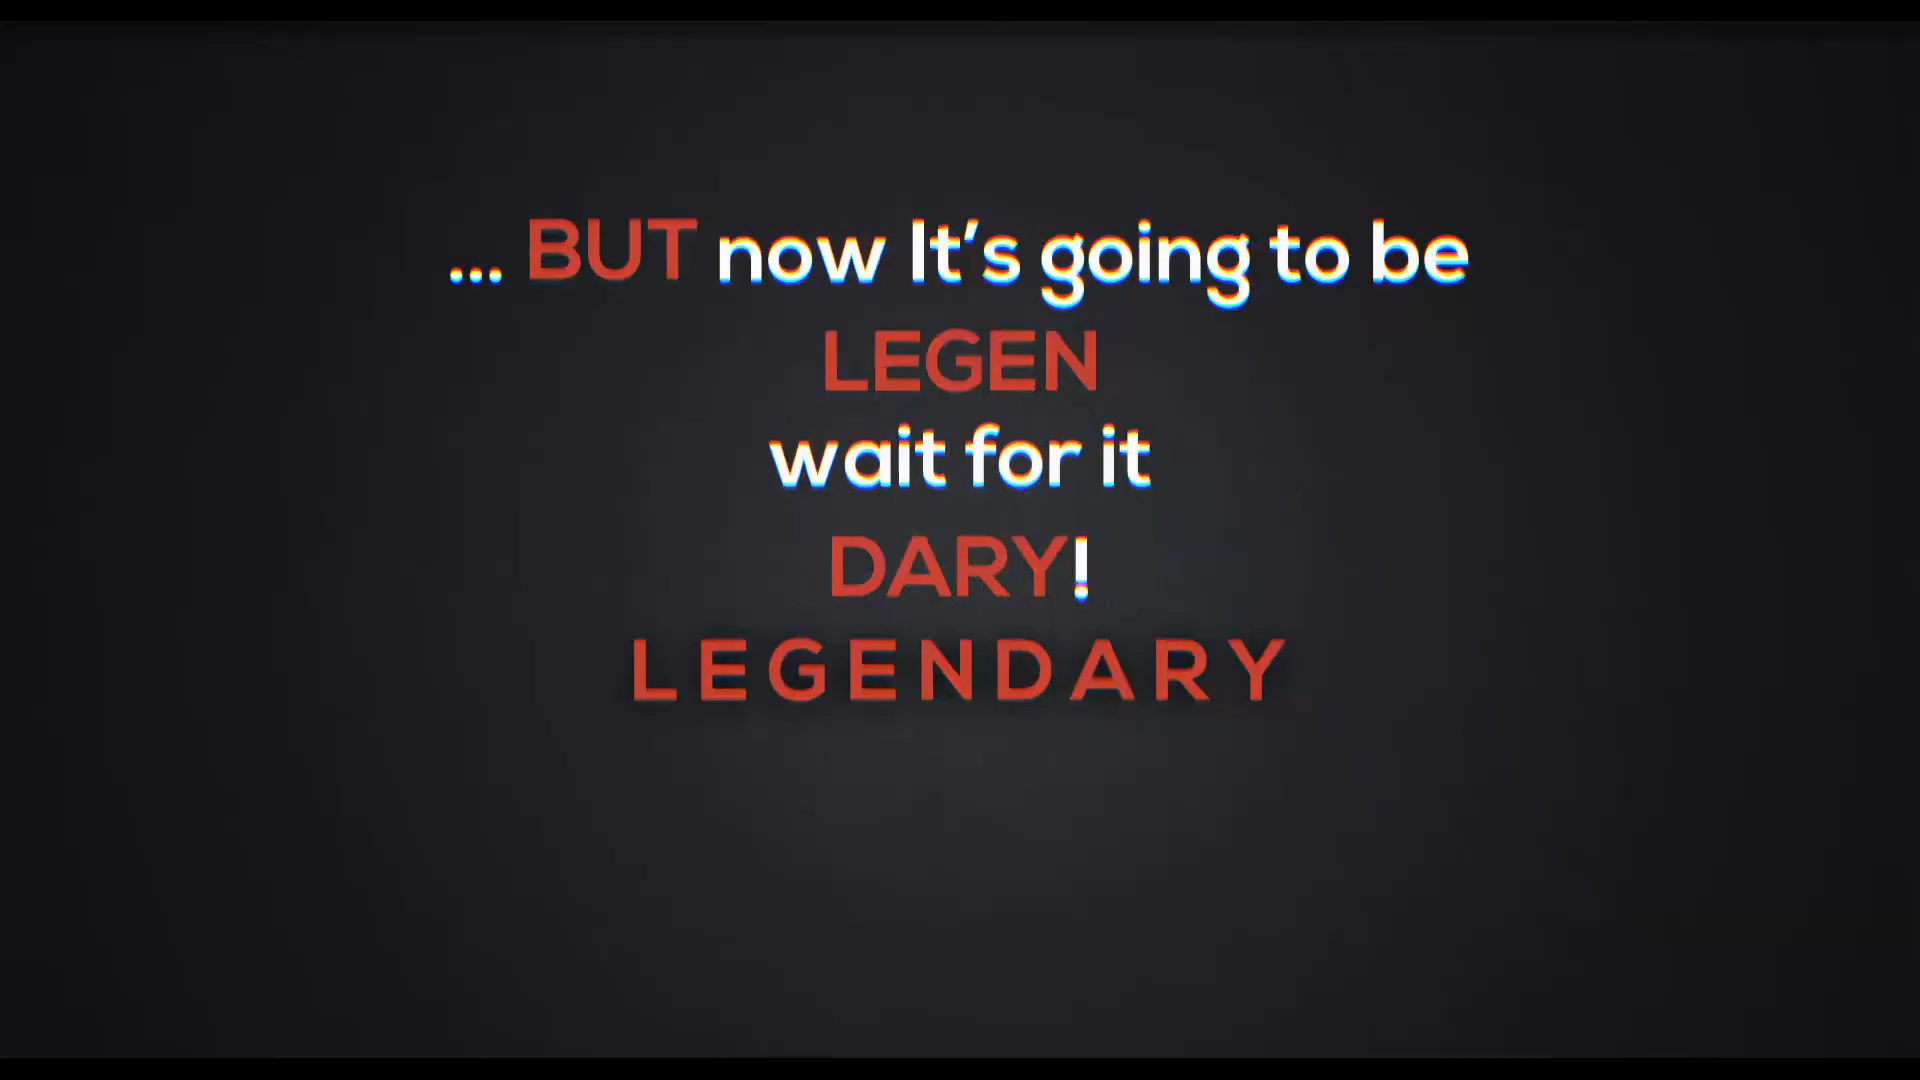 ... BUT now It’s going to be
LEGEN
wait for it
DARY!
LEGENDARY